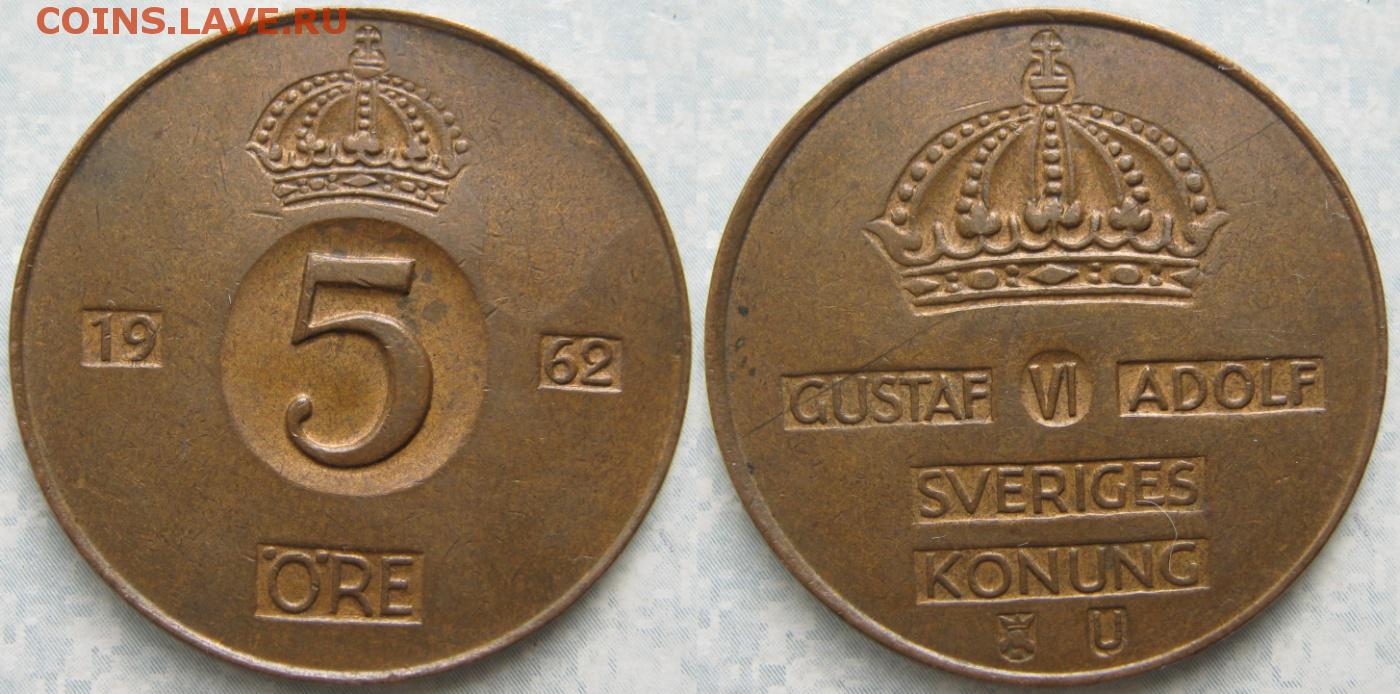 COINS.LAVE.RU
19 5 62
ÖRE
GUSTAF VI ADOLF
SVERIGES
KONUNG
U